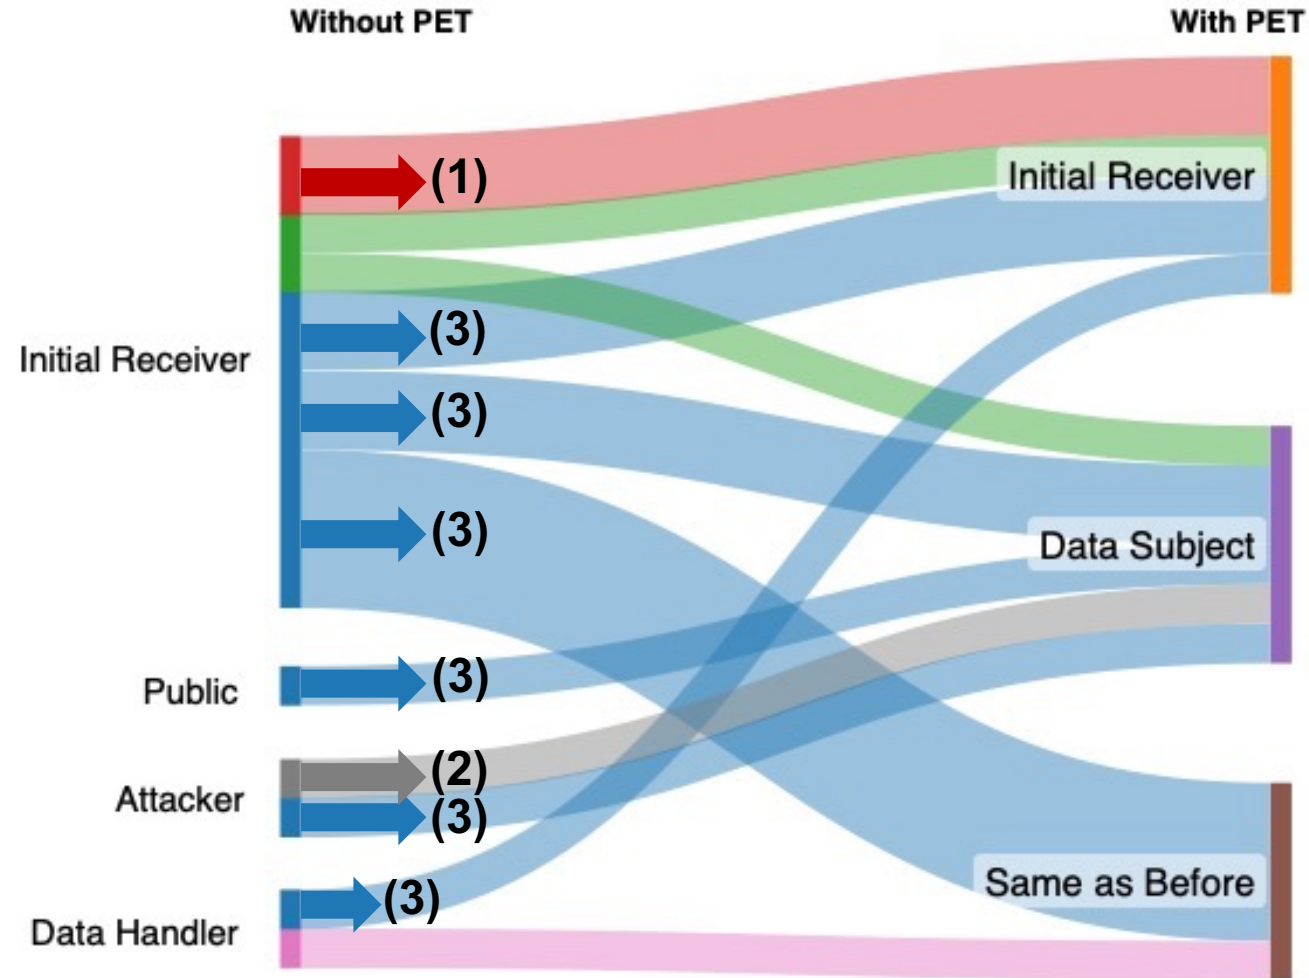 Without PET
With PET
(1)
Initial Receiver
(3)
Initial Receiver
(3)
(3)
Data Subject
Public
(3)
Attacker
(2)
(3)
Same as Before
Data Handler
(3)